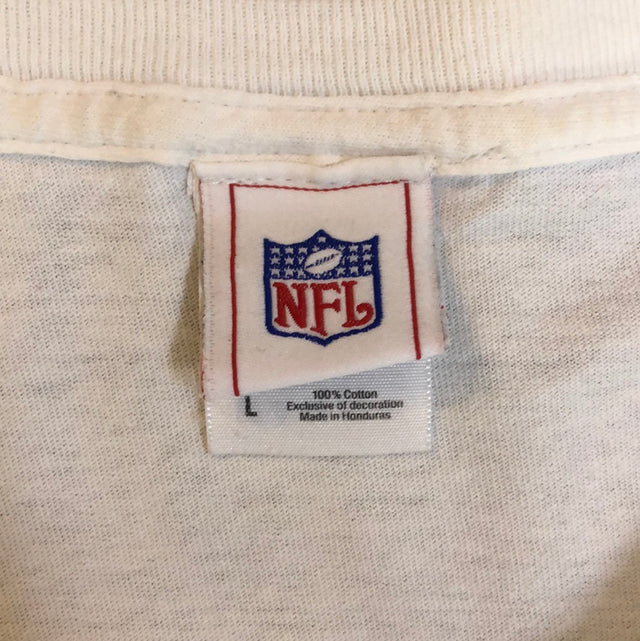 NFL
L
100% Cotton
Exclusive of decoration
Made in Honduras